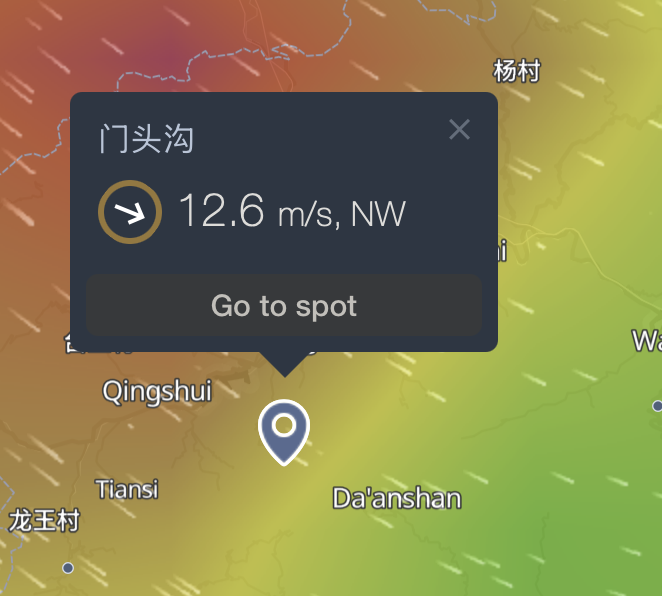 杨村
门头沟
12.6 m/s, NW
Go to spot
Qingshui
Tiansi
Da'anshan
龙王村